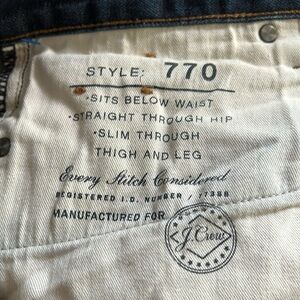 STYLE: 770
•SITS BELOW WAIST
•STRAIGHT THROUGH HIP
•SLIM THROUGH
THIGH AND LEG
Every Stitch Considered
REGISTERED I.D. NUMBER
MANUFACTURED FOR
J.Crew